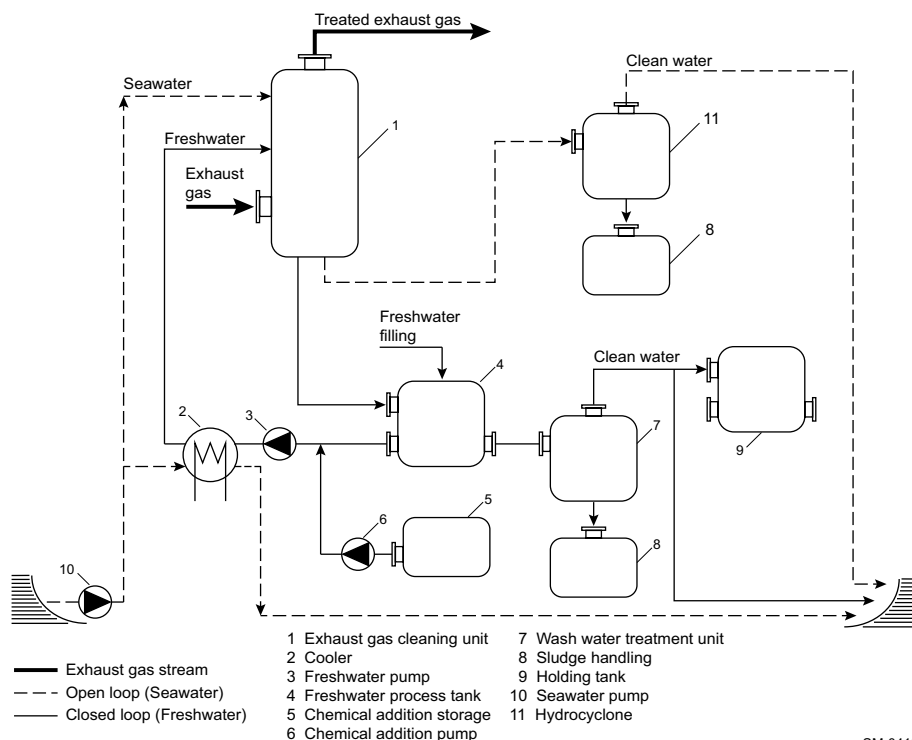 Treated exhaust gas
Clean water
Seawater
11
1
Freshwater
Exhaust
gas
8
Freshwater
filling
Clean water
4
2
3
7
9
5
6
8
10
1 Exhaust gas cleaning unit
2 Cooler
3 Freshwater pump
4 Freshwater process tank
5 Chemical addition storage
6 Chemical addition pump
7 Wash water treatment unit
8 Sludge handling
9 Holding tank
10 Seawater pump
11 Hydrocyclone
Exhaust gas stream
Open loop (Seawater)
Closed loop (Freshwater)